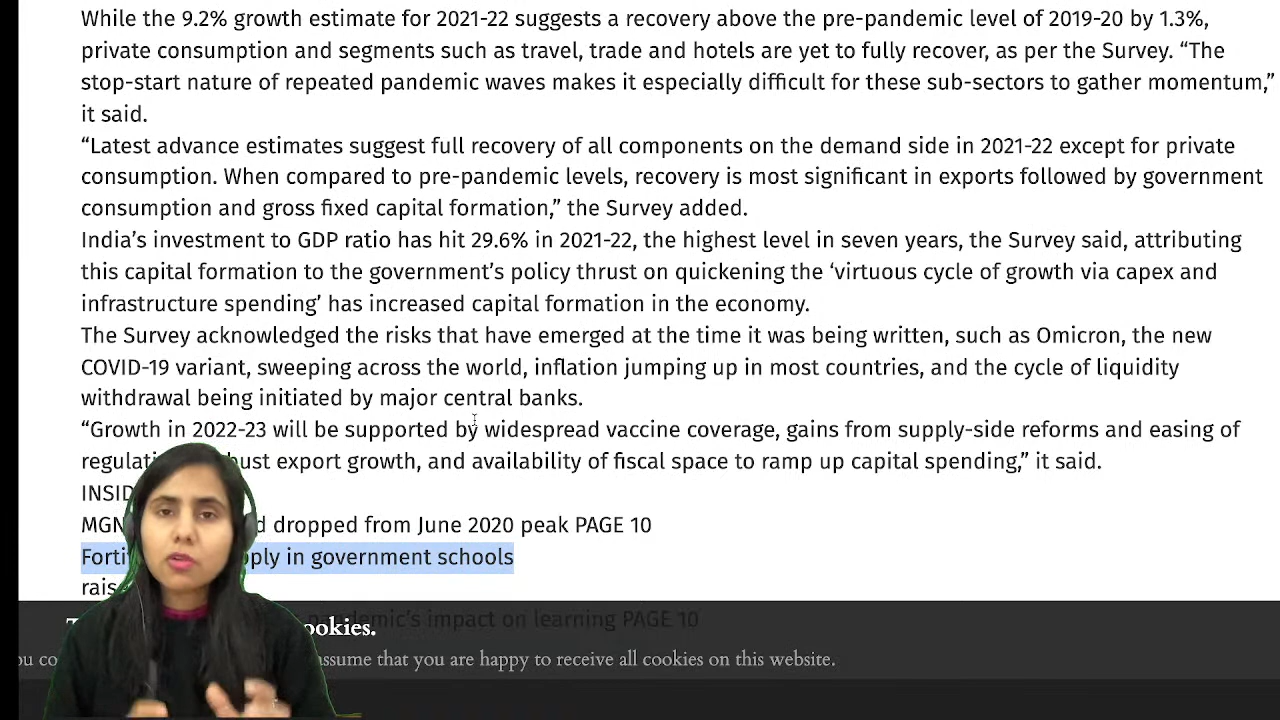 While the 9.2% growth estimate for 2021-22 suggests a recovery above the pre-pandemic level of 2019-20 by 1.3%,
private consumption and segments such as travel, trade and hotels are yet to fully recover, as per the Survey. “The
stop-start nature of repeated pandemic waves makes it especially difficult for these sub-sectors to gather momentum,”
it said.
“Latest advance estimates suggest full recovery of all components on the demand side in 2021-22 except for private
consumption. When compared to pre-pandemic levels, recovery is most significant in exports followed by government
consumption and gross fixed capital formation,” the Survey added.
India’s investment to GDP ratio has hit 29.6% in 2021-22, the highest level in seven years, the Survey said, attributing
this capital formation to the government’s policy thrust on quickening the ‘virtuous cycle of growth via capex and
infrastructure spending’ has increased capital formation in the economy.
The Survey acknowledged the risks that have emerged at the time it was being written, such as Omicron, the new
COVID-19 variant, sweeping across the world, inflation jumping up in most countries, and the cycle of liquidity
withdrawal being initiated by major central banks.
“Growth in 2022-23 will be supported by widespread vaccine coverage, gains from supply-side reforms and easing of
export growth, and availability of fiscal space to ramp up capital spending,” it said.
dropped from June 2020 peak PAGE 10
in government schools
impact on learning PAGE 10
cookies.
assume that you are happy to receive all cookies on this website.